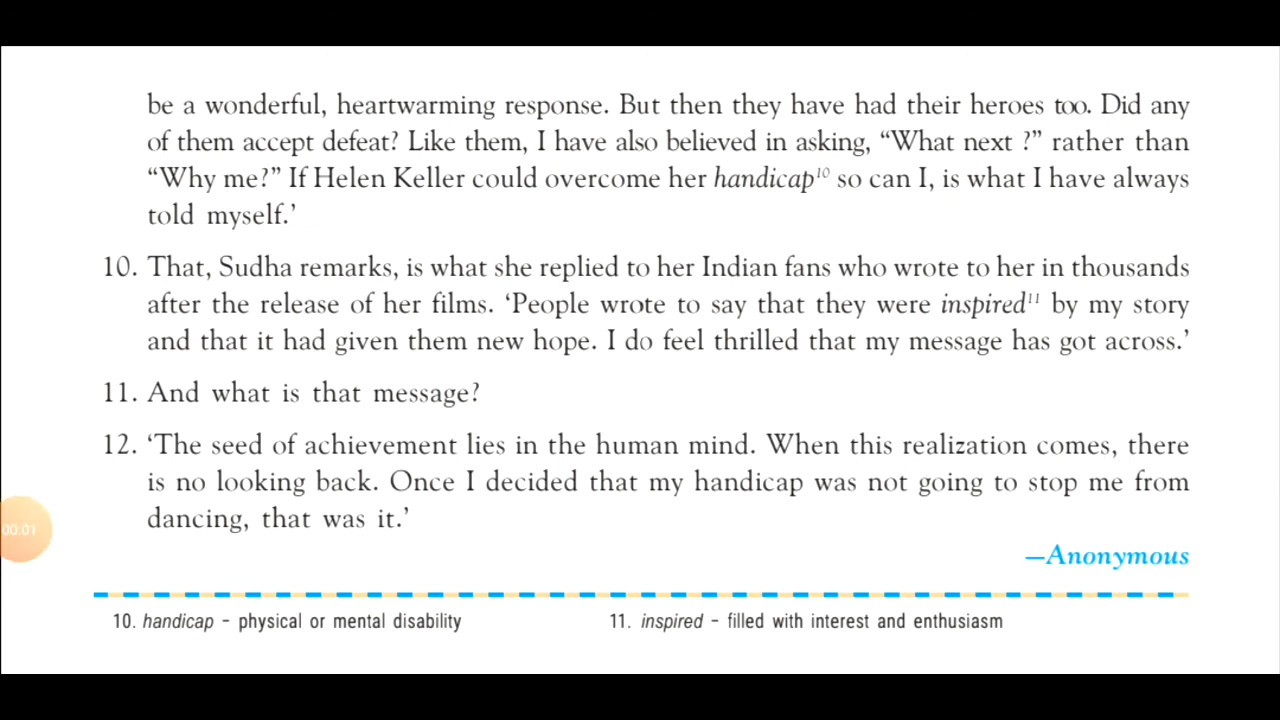 be a wonderful, heartwarming response. But then they have had their heroes too. Did any
of them accept defeat? Like them, I have also believed in asking, “What next ?” rather than
“Why me?” If Helen Keller could overcome her handicap¹⁰ so can I, is what I have always
told myself.’
10. That, Sudha remarks, is what she replied to her Indian fans who wrote to her in thousands
after the release of her films. ‘People wrote to say that they were inspired¹¹ by my story
and that it had given them new hope. I do feel thrilled that my message has got across.’
11. And what is that message?
12. ‘The seed of achievement lies in the human mind. When this realization comes, there
is no looking back. Once I decided that my handicap was not going to stop me from
dancing, that was it.’
00:01
—Anonymous
10. handicap – physical or mental disability 11. inspired – filled with interest and enthusiasm